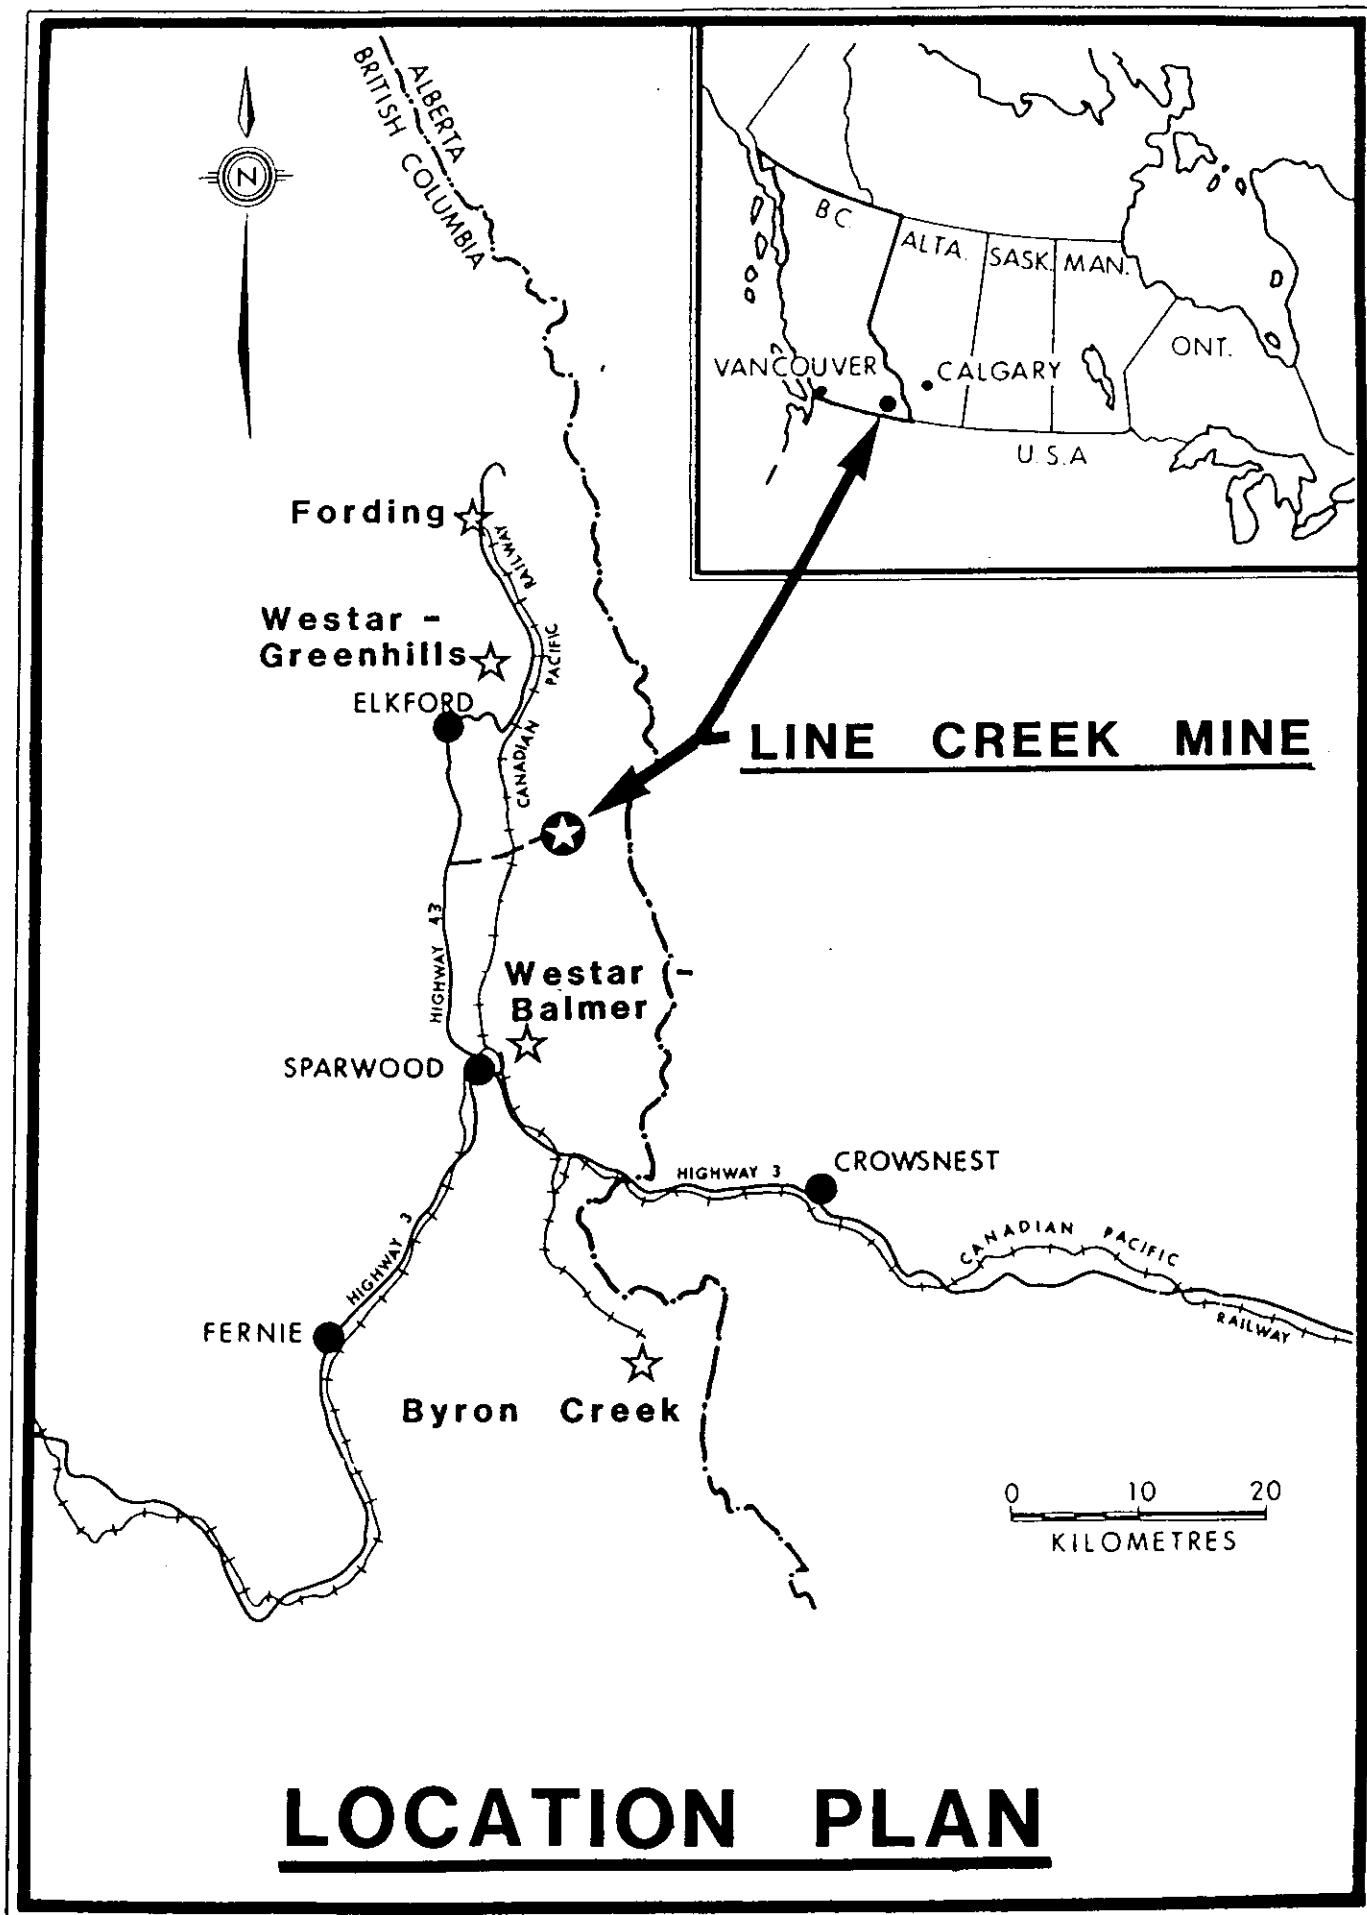 ALBERTA
BRITISH COLUMBIA
N
B.C.
ALTA.
SASK.
MAN.
ONT.
VANCOUVER
CALGARY
U.S.A
Fording
RAILWAY
Westar -
Greenhills
PACIFIC
ELKFORD
CANADIAN
LINE CREEK MINE
HIGHWAY 43
Westar -
Balmer
SPARWOOD
HIGHWAY 3
CROWSNEST
HIGHWAY 3
CANADIAN PACIFIC
RAILWAY
FERNIE
Byron Creek
0 10 20
KILOMETRES
LOCATION PLAN